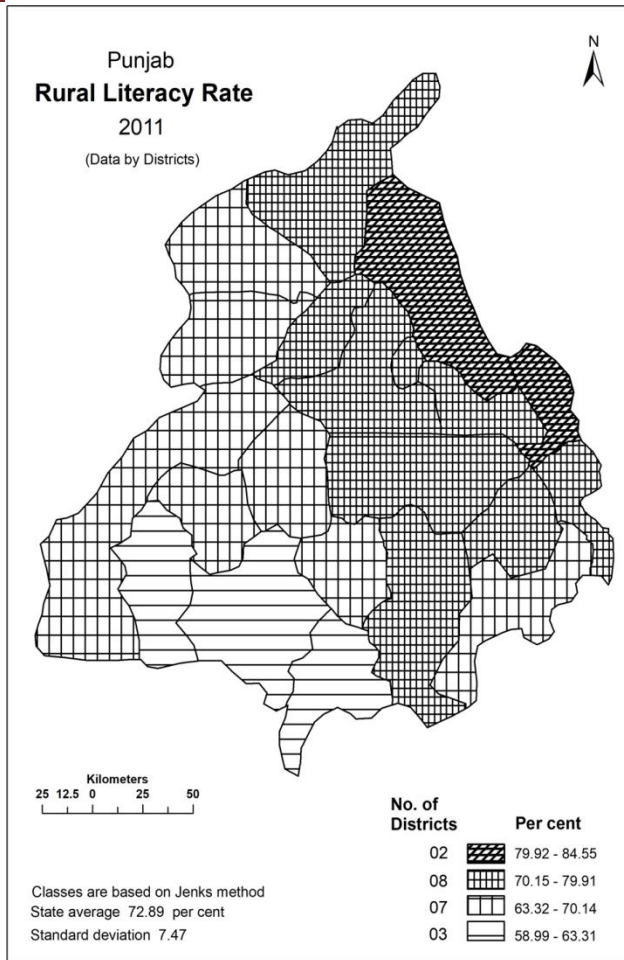 Punjab
Rural Literacy Rate
2011
(Data by Districts)
N
Kilometers
25 12.5 0 25 50
No. of Districts Per cent
02 79.92 - 84.55
08 70.15 - 79.91
07 63.32 - 70.14
03 58.99 - 63.31
Classes are based on Jenks method
State average 72.89 per cent
Standard deviation 7.47